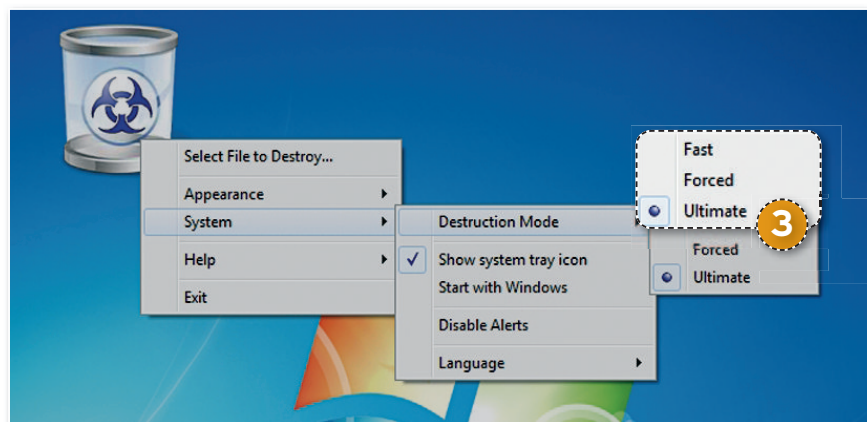 Select File to Destroy...
Appearance
System
Help
Exit
Destruction Mode
Show system tray icon
Start with Windows
Disable Alerts
Language
Fast
Forced
Ultimate
3
Forced
Ultimate